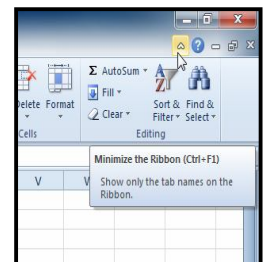 X
?
X
Σ AutoSum
Fill
Clear
Delete Format
Sort & Find &
Filter Select
Cells
Editing
Minimize the Ribbon (Ctrl+F1)
Show only the tab names on the
Ribbon.
V